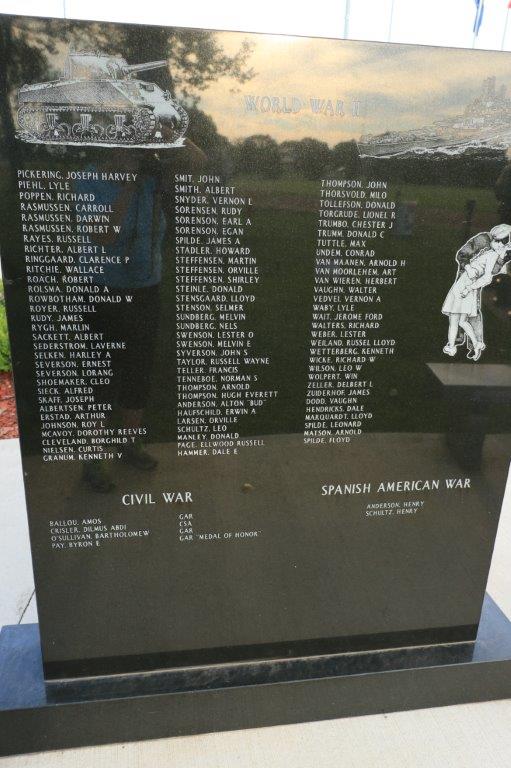 WORLD WAR II
PICKERING, JOSEPH HARVEY
PIEHL, LYLE
POPPEN, RICHARD
RASMUSSEN, CARROLL
RASMUSSEN, DARWIN
RASMUSSEN, ROBERT W
RAYES, RUSSELL
RICHTER, ALBERT L
RINGGAARD, CLARENCE P
RITCHIE, WALLACE
ROACH, ROBERT
ROLSMA, DONALD A
ROWBOTHAM, DONALD W
ROYER, RUSSELL
RUDY, JAMES
RYGH, MARLIN
SACKETT, ALBERT
SEDERSTROM, LAVERNE
SELKEN, HARLEY A
SEVERSON, ERNEST
SEVERSON, LORANG
SHOEMAKER, CLEO
SIECK, ALFRED
SKAFF, JOSEPH
ALBERTSEN, PETER
ERSTAD, ARTHUR
JOHNSON, ROY L
MCAVOY, DOROTHY REEVES
CLEVELAND, BORGHILD T
NIELSEN, CURTIS
GRANUM, KENNETH V
SMIT, JOHN
SMITH, ALBERT
SNYDER, VERNON L
SORENSEN, RUDY
SORENSON, EARL A
SORENSON, EGAN
SPILDE, JAMES A
STADLER, HOWARD
STEFFENSEN, MARTIN
STEFFENSEN, ORVILLE
STEFFENSEN, SHIRLEY
STEINLE, DONALD
STENSGAARD, LLOYD
STENSON, SELMER
SUNDBERG, MELVIN
SUNDBERG, NELS
SWENSON, LESTER O
SWENSON, MELVIN E
SYVERSON, JOHN S
TAYLOR, RUSSELL WAYNE
TELLER, FRANCIS
TENNEBOE, NORMAN S
THOMPSON, ARNOLD
THOMPSON, HUGH EVERETT
ANDERSON, ALTON "BUD"
HAUFSCHILD, ERWIN A
LARSEN, ORVILLE
SCHULTZ, LEO
MANLEY, DONALD
PAGE, ELLWOOD RUSSELL
HAMMER, DALE E
THOMPSON, JOHN
THORSVOLD, MILO
TOLLEFSON, DONALD
TORGRUDE, LIONEL R
TRUMBO, CHESTER J
TRUMM, DONALD C
TUTTLE, MAX
UNDEM, CONRAD
VAN MAANEN, ARNOLD H
VAN MOORLEHEM, ART
VAN WIEREN, HERBERT
VAUGHN, WALTER
VEDVEI, VERNON A
WABY, LYLE
WAIT, JEROME FORD
WALTERS, RICHARD
WEBER, LESTER
WEILAND, RUSSEL LLOYD
WETTERBERG, KENNETH
WICKE, RICHARD W
WILSON, LEO W
WOLPERT, WIN
ZELLER, DELBERT L
ZUIDERHOF, JAMES
DODD, VAUGHN
HENDRICKS, DALE
MARQUARDT, LLOYD
SPILDE, LEONARD
MATSON, ARNOLD
SPILDE, FLOYD
CIVIL WAR
BALLOU, AMOS GAR
CRISLER, DILMUS ABDI CSA
O'SULLIVAN, BARTHOLOMEW GAR
PAY, BYRON E GAR "MEDAL OF HONOR"
SPANISH AMERICAN WAR
ANDERSON, HENRY
SCHULTZ, HENRY